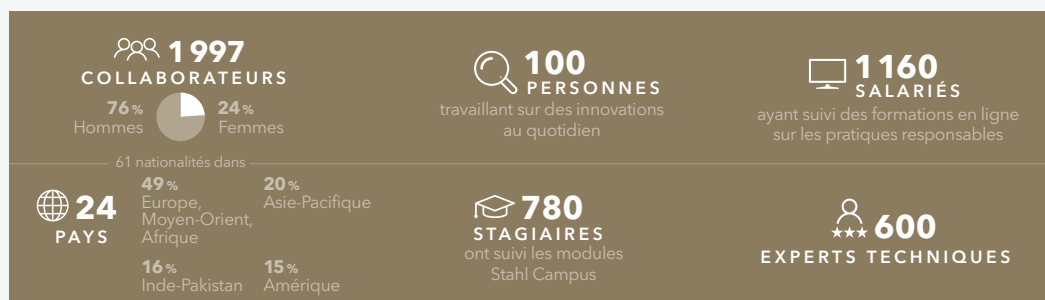 1 997
COLLABORATEURS
76 %
Hommes
24 %
Femmes
100
PERSONNES
travaillant sur des innovations
au quotidien
1 160
SALARIÉS
ayant suivi des formations en ligne
sur les pratiques responsables
61 nationalités dans
24
PAYS
49 %
Europe,
Moyen-Orient,
Afrique
20 %
Asie-Pacifique
16 %
Inde-Pakistan
15 %
Amérique
780
STAGIAIRES
ont suivi les modules
Stahl Campus
600
EXPERTS TECHNIQUES